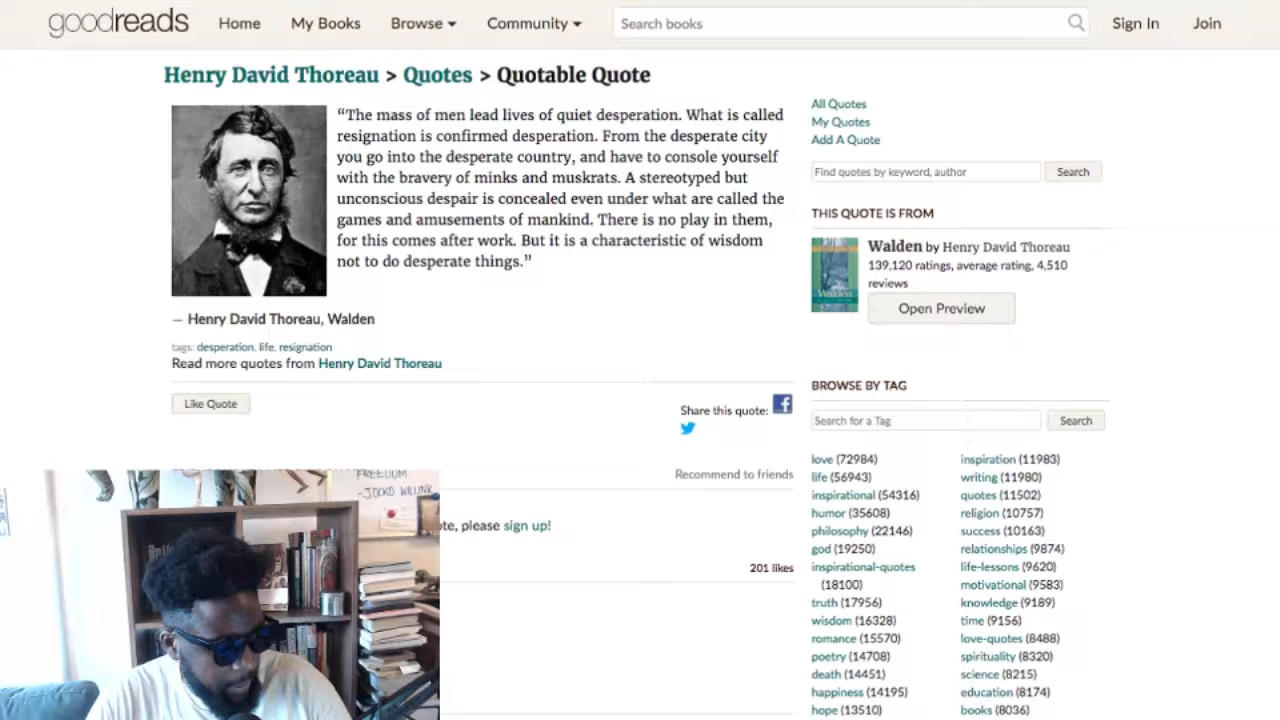 goodreads Home My Books Browse Community Search books Sign In Join
Henry David Thoreau > Quotes > Quotable Quote
“The mass of men lead lives of quiet desperation. What is called
resignation is confirmed desperation. From the desperate city
you go into the desperate country, and have to console yourself
with the bravery of minks and muskrats. A stereotyped but
unconscious despair is concealed even under what are called the
games and amusements of mankind. There is no play in them,
for this comes after work. But it is a characteristic of wisdom
not to do desperate things.”
— Henry David Thoreau, Walden
tags: desperation, life, resignation
Read more quotes from Henry David Thoreau
Like Quote
Share this quote:
Recommend to friends
please sign up!
201 likes
All Quotes
My Quotes
Add A Quote
Find quotes by keyword, author Search
THIS QUOTE IS FROM
Walden
Walden by Henry David Thoreau
139,120 ratings, average rating, 4,510
reviews
Open Preview
BROWSE BY TAG
Search for a Tag Search
love (72984)
life (56943)
inspirational (54316)
humor (35608)
philosophy (22146)
god (19250)
inspirational-quotes
(18100)
truth (17956)
wisdom (16328)
romance (15570)
poetry (14708)
death (14451)
happiness (14195)
hope (13510)
inspiration (11983)
writing (11980)
quotes (11502)
religion (10757)
success (10163)
relationships (9874)
life-lessons (9620)
motivational (9583)
knowledge (9189)
time (9156)
love-quotes (8488)
spirituality (8320)
science (8215)
education (8174)
books (8036)
FREEDOM
-JOCKO WILLINK